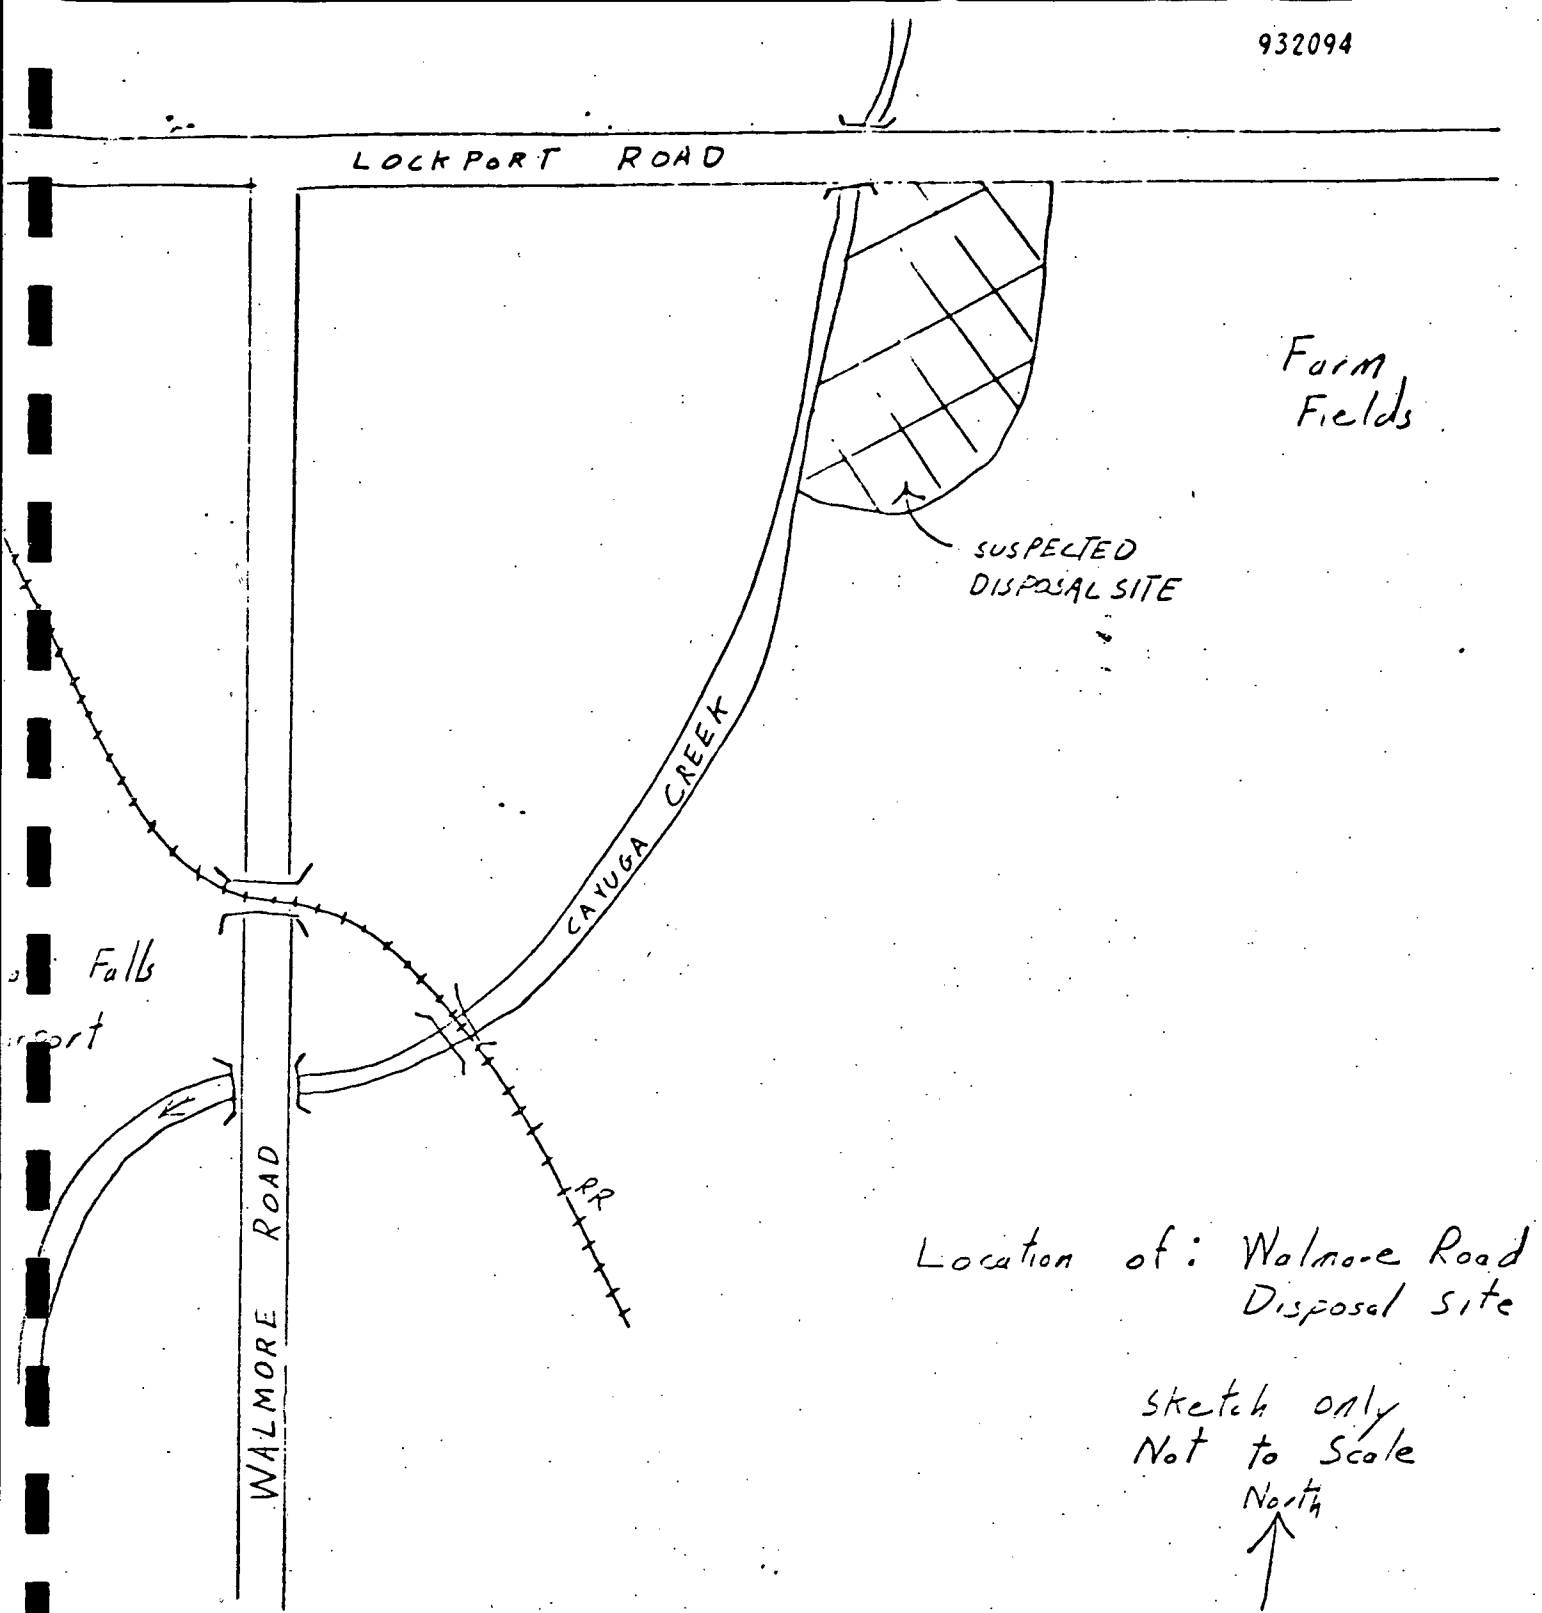 932094
LOCKPORT ROAD
Farm
Fields
SUSPECTED
DISPOSAL SITE
CAYUGA CREEK
Falls
RR
WALMORE ROAD
Location of: Walmore Road
Disposal Site
Sketch only
Not to Scale
North